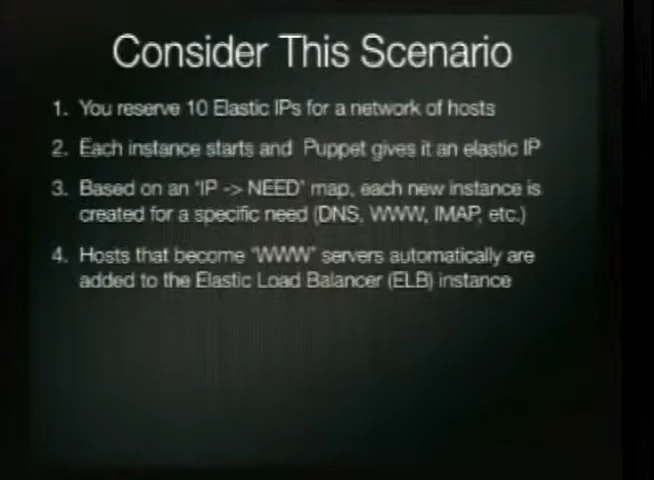 Consider This Scenario
1. You reserve 10 Elastic IPs for a network of hosts
2. Each instance starts and Puppet gives it an elastic IP
3. Based on an "IP -> NEED" map, each new instance is
created for a specific need (DNS, WWW, IMAP, etc.)
4. Hosts that become "WWW" servers automatically are
added to the Elastic Load Balancer (ELB) instance